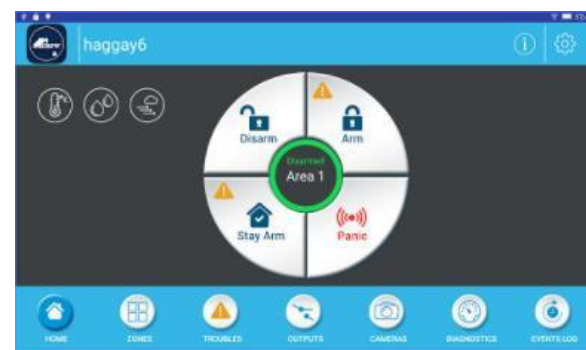 haggay6
Disarm
Arm
Disarmed
Area 1
Stay Arm
Panic
HOME
ZONES
TROUBLES
OUTPUTS
CAMERAS
DIAGNOSTICS
EVENTS LOG